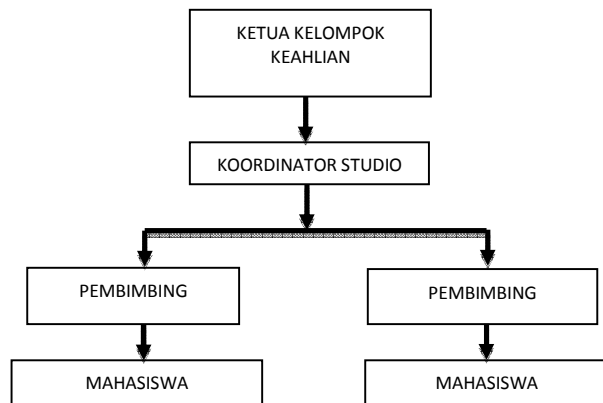 KETUA KELOMPOK
KEAHLIAN
KOORDINATOR STUDIO
PEMBIMBING
PEMBIMBING
MAHASISWA
MAHASISWA